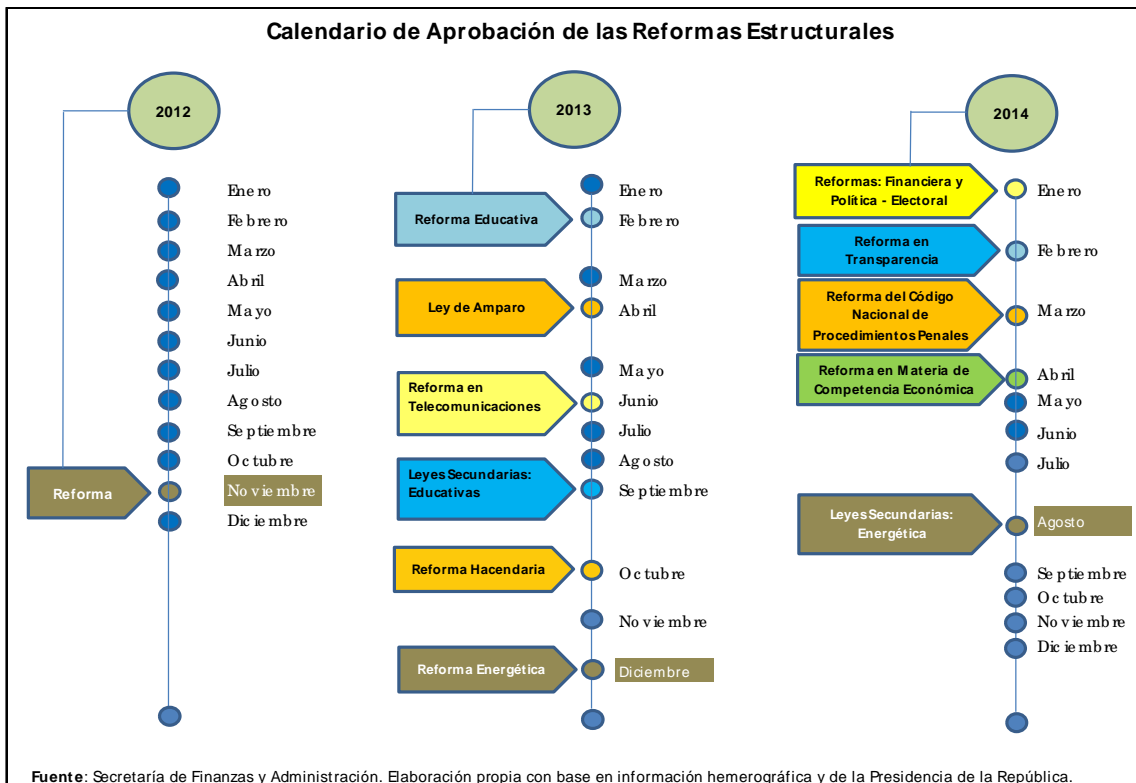 Calendario de Aprobación de las Reformas Estructurales
2012
Enero
Febrero
Marzo
Abril
Mayo
Junio
Julio
Agosto
Septiembre
Octubre
Reforma
Noviembre
Diciembre
2013
Enero
Reforma Educativa
Febrero
Marzo
Ley de Amparo
Abril
Mayo
Reforma en
Telecomunicaciones
Junio
Julio
Agosto
Leyes Secundarias:
Educativas
Septiembre
Reforma Hacendaria
Octubre
Noviembre
Reforma Energética
Diciembre
2014
Reformas: Financiera y
Política - Electoral
Enero
Reforma en
Transparencia
Febrero
Reforma del Código
Nacional de
Procedimientos Penales
Marzo
Reforma en Materia de
Competencia Económica
Abril
Mayo
Junio
Julio
Leyes Secundarias:
Energética
Agosto
Septiembre
Octubre
Noviembre
Diciembre
Fuente: Secretaría de Finanzas y Administración. Elaboración propia con base en información hemerográfica y de la Presidencia de la República.